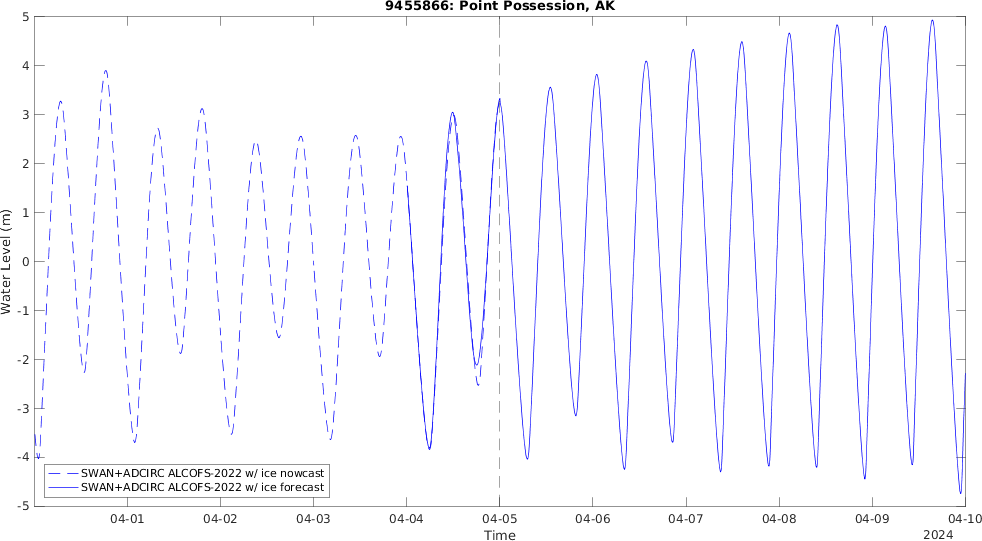 9455866: Point Possession, AK
Water Level (m)
5
4
3
2
1
0
-1
-2
-3
-4
-5
SWAN+ADCIRC ALCOFS-2022 w/ ice nowcast
SWAN+ADCIRC ALCOFS-2022 w/ ice forecast
04-01 04-02 04-03 04-04 04-05 04-06 04-07 04-08 04-09 04-10
Time
2024